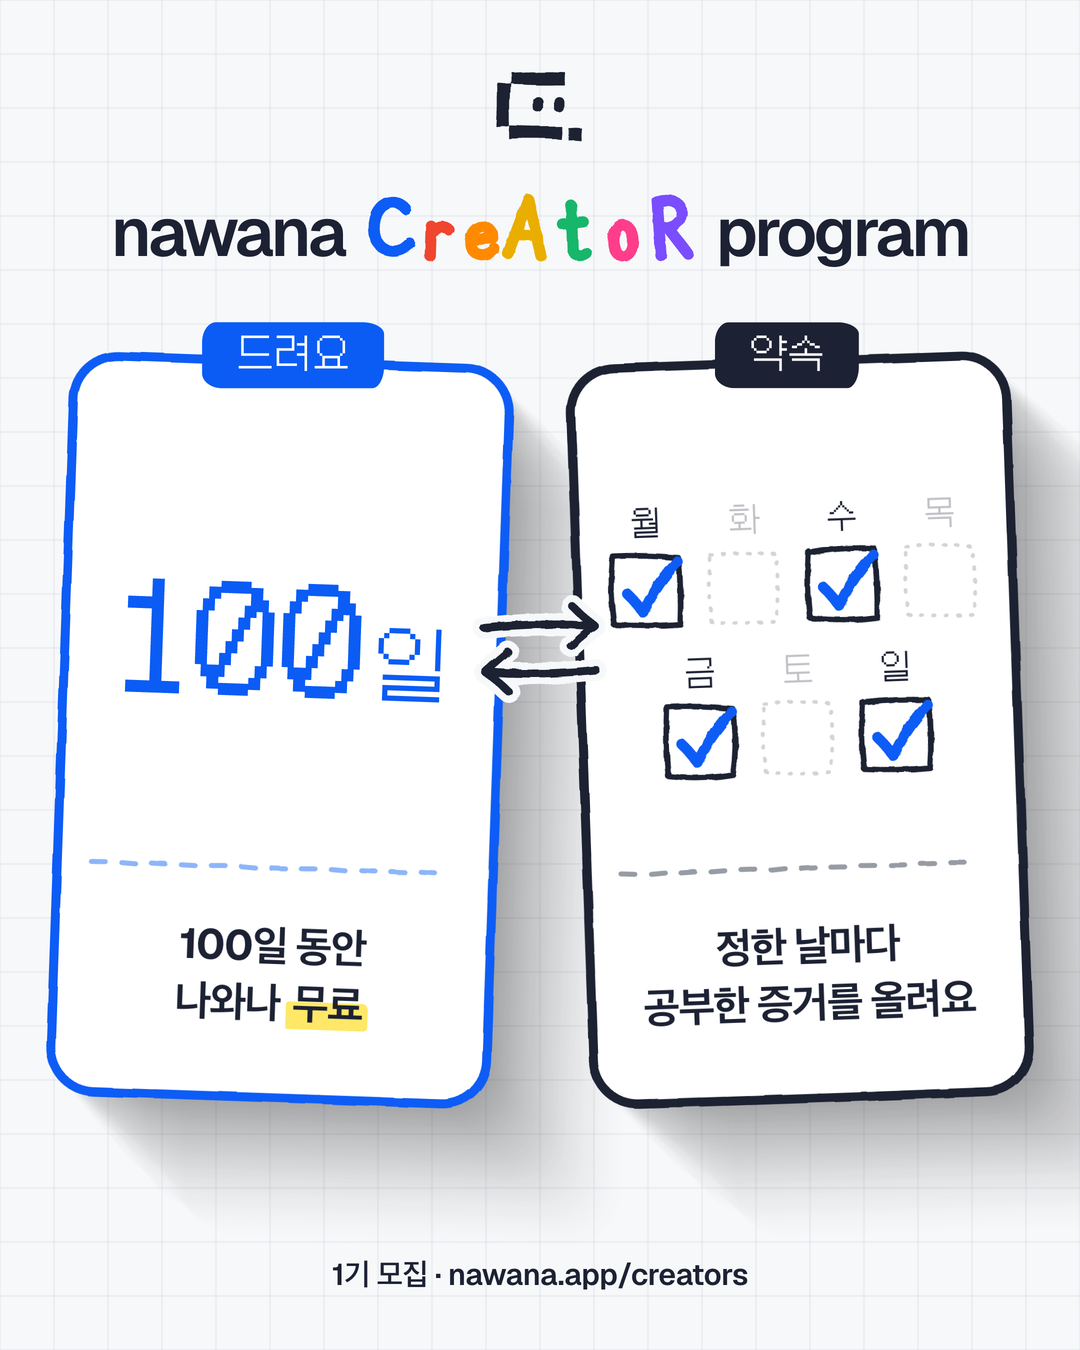 nawana CreAtoR program
드려요
100일
100일 동안
나와나 무료
약속
월 화 수 목
금 토 일
정한 날마다
공부한 증거를 올려요
1기 모집 · nawana.app/creators